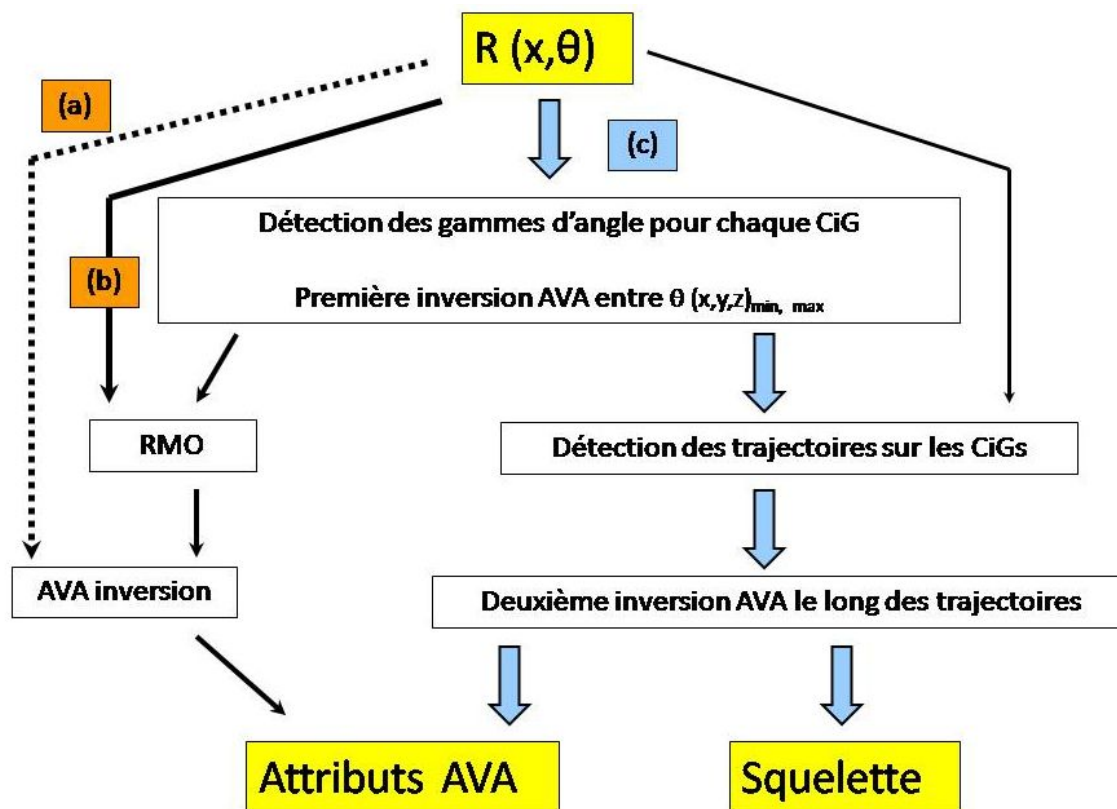 R (x,θ)
(a)
(c)
Détection des gammes d'angle pour chaque CiG
(b)
Première inversion AVA entre θ (x,y,z)min, max
RMO
Détection des trajectoires sur les CiGs
AVA inversion
Deuxième inversion AVA le long des trajectoires
Attributs AVA
Squelette